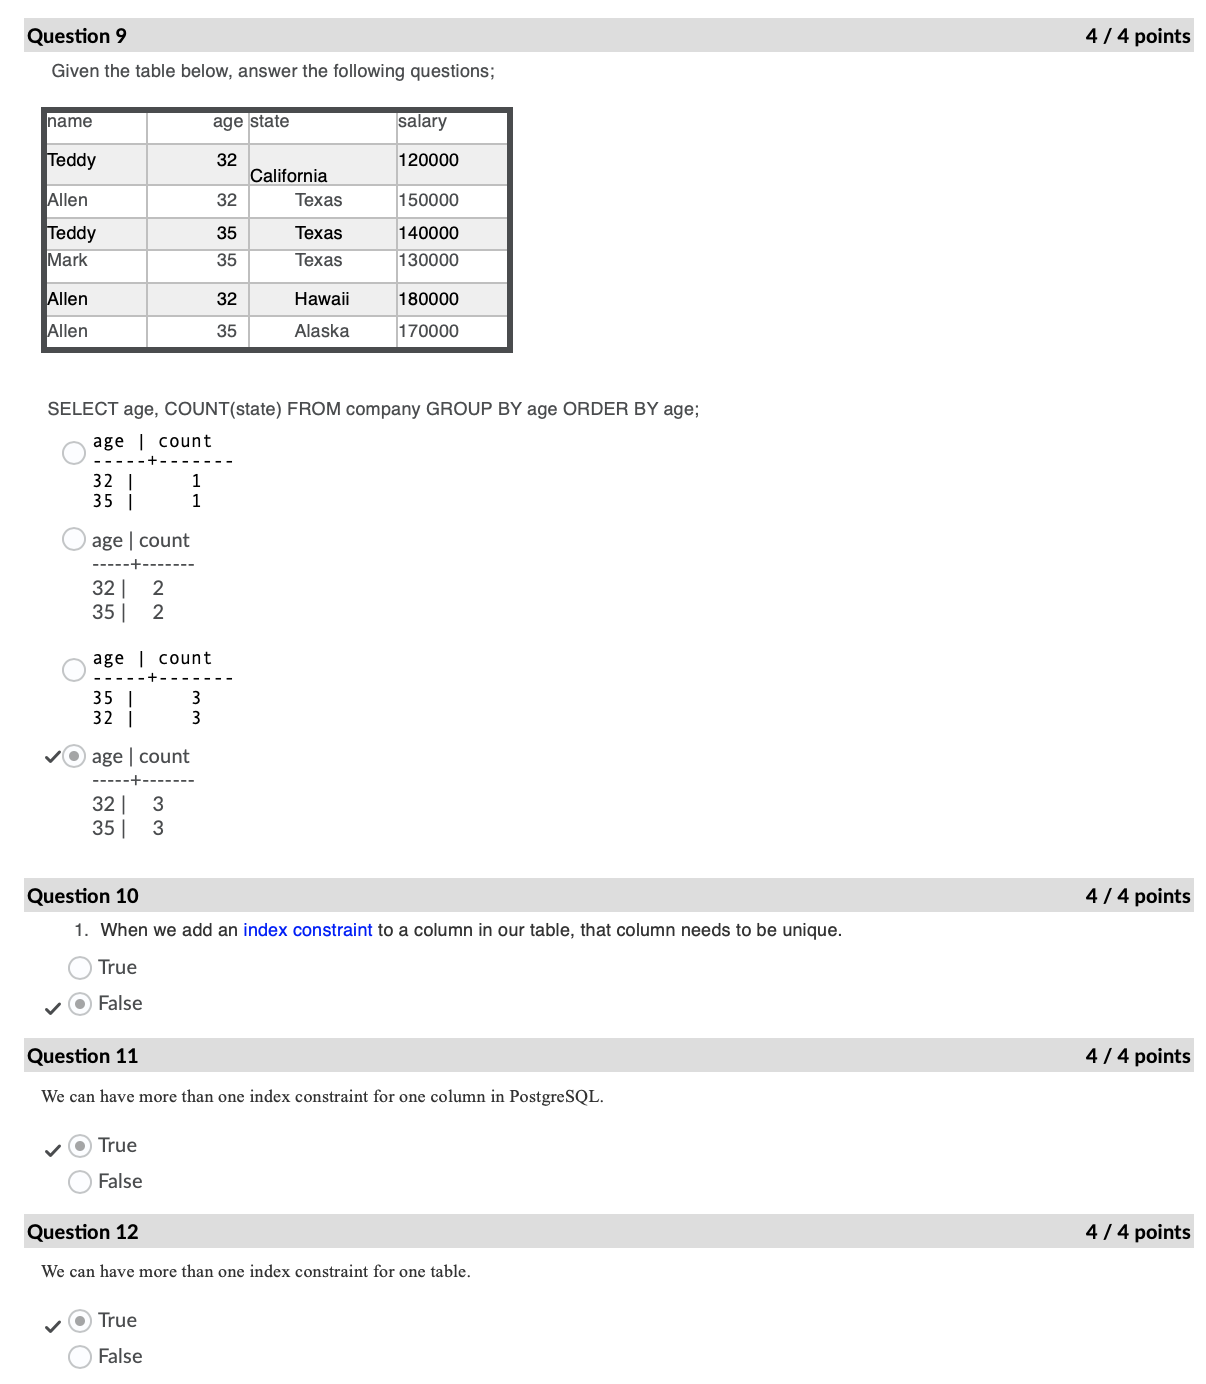 Question 9 4 / 4 points
Given the table below, answer the following questions;
name age state salary
Teddy 32 California 120000
Allen 32 Texas 150000
Teddy 35 Texas 140000
Mark 35 Texas 130000
Allen 32 Hawaii 180000
Allen 35 Alaska 170000
SELECT age, COUNT(state) FROM company GROUP BY age ORDER BY age;
age | count
-----+-------
32 | 1
35 | 1
age | count
-----+-------
32 | 2
35 | 2
age | count
-----+-------
35 | 3
32 | 3
age | count
-----+-------
32 | 3
35 | 3
Question 10 4 / 4 points
1. When we add an index constraint to a column in our table, that column needs to be unique.
True
False
Question 11 4 / 4 points
We can have more than one index constraint for one column in PostgreSQL.
True
False
Question 12 4 / 4 points
We can have more than one index constraint for one table.
True
False